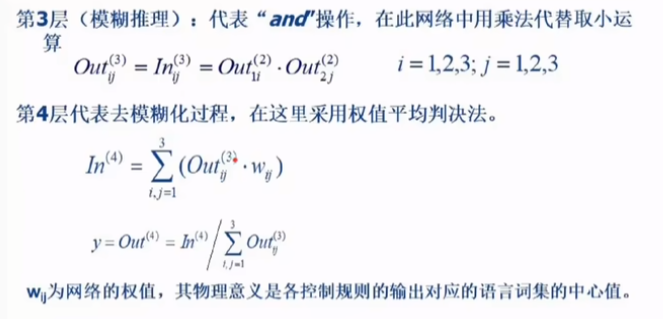 第3层（模糊推理）：代表“and”操作，在此网络中用乘法代替取小运
算
Out_{ij}^{(3)} = In_{ij}^{(3)} = Out_{1i}^{(2)} · Out_{2j}^{(2)}    i = 1,2,3; j = 1,2,3
第4层代表去模糊化过程，在这里采用权值平均判决法。
In^{(4)} = \sum_{i,j=1}^{3} (Out_{ij}^{(3)} · w_{ij})
y = Out^{(4)} = In^{(4)} / \sum_{i,j=1}^{3} Out_{ij}^{(3)}
w_{ij}为网络的权值，其物理意义是各控制规则的输出对应的语言词集的中心值。